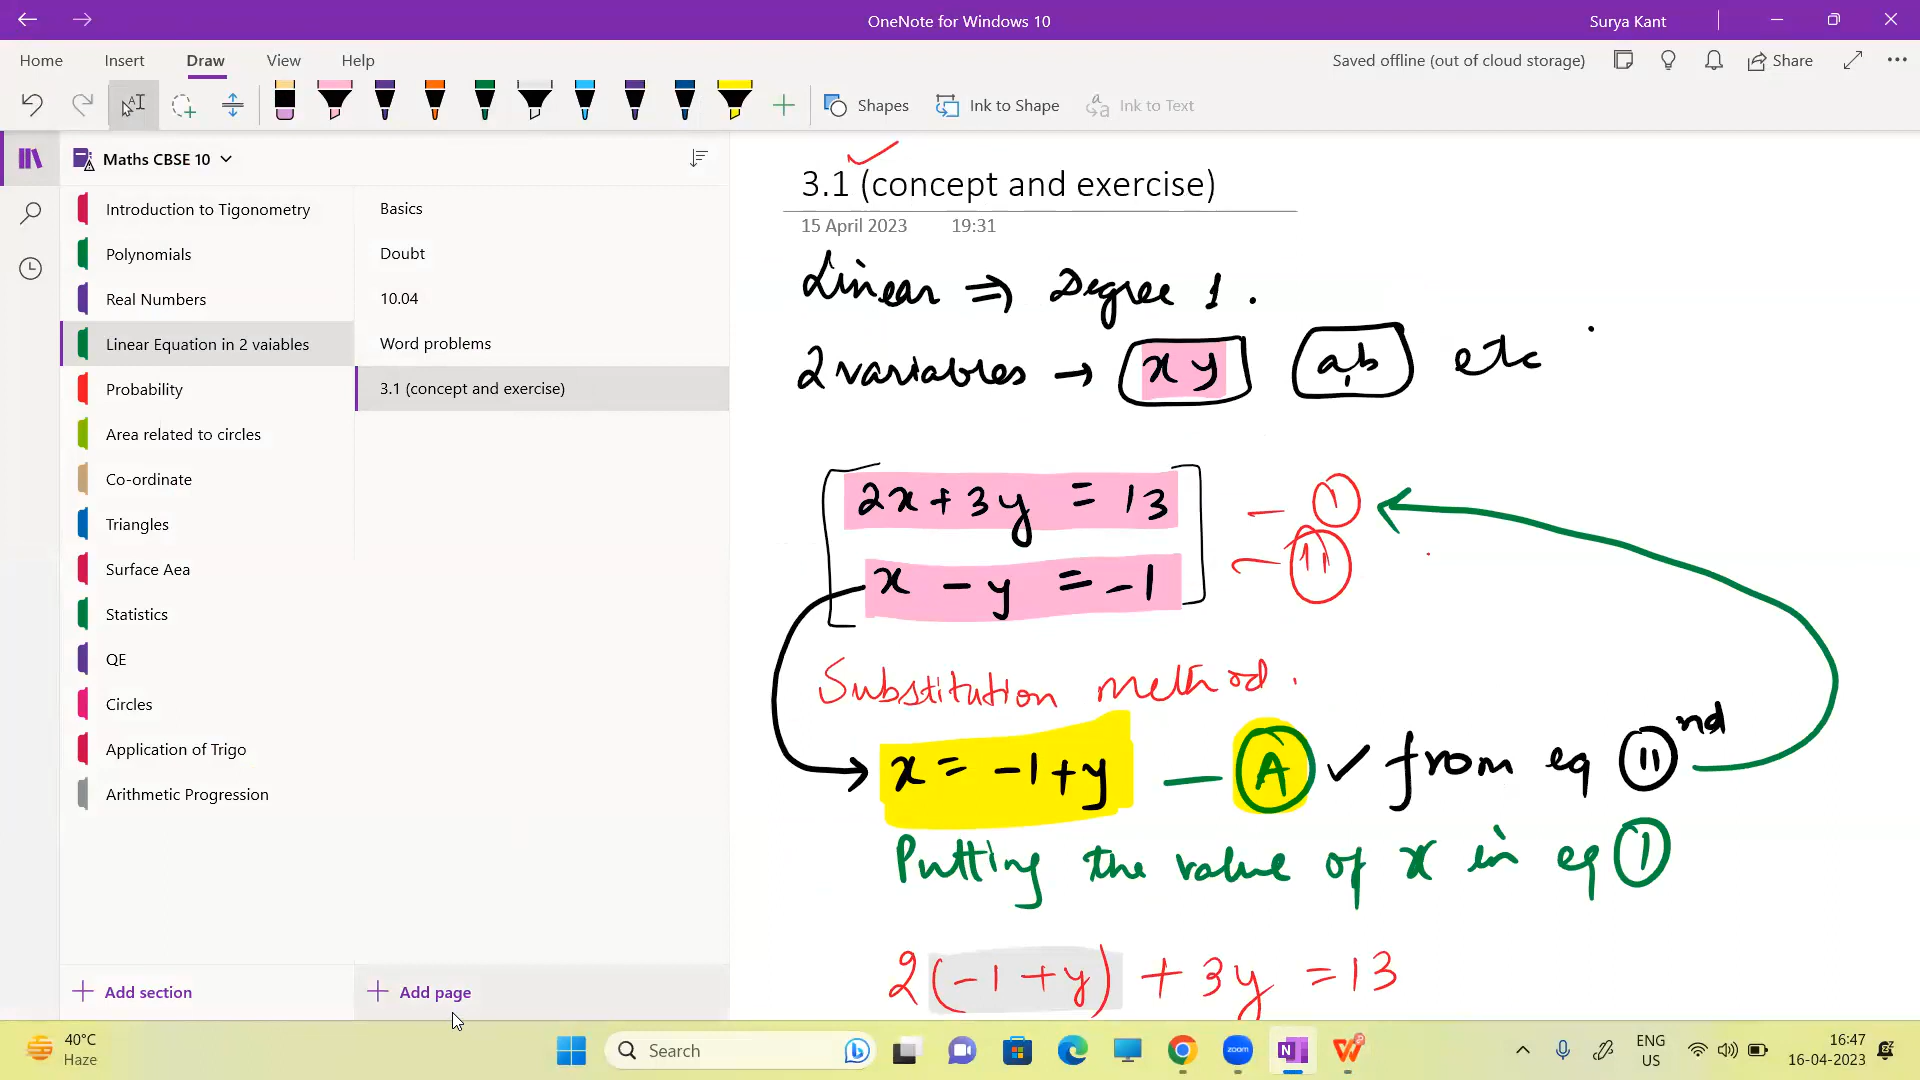 OneNote for Windows 10
Surya Kant
Home Insert Draw View Help
Saved offline (out of cloud storage)
Share
Shapes
Ink to Shape
Ink to Text
Maths CBSE 10
Introduction to Tigonometry
Polynomials
Real Numbers
Linear Equation in 2 vaiables
Probability
Area related to circles
Co-ordinate
Triangles
Surface Aea
Statistics
QE
Circles
Application of Trigo
Arithmetic Progression
Add section
Basics
Doubt
10.04
Word problems
3.1 (concept and exercise)
Add page
3.1 (concept and exercise)
15 April 2023 19:31
Linear ⇒ Degree 1.
2 variables → x y a,b etc
2x + 3y = 13 — I
x - y = -1 — II
Substitution method.
x = -1 + y — A ✓ from eq II nd
Putting the value of x in eq I
2(-1+y) + 3y = 13
40°C
Haze
Search
zoom
ENG
US
16:47
16-04-2023